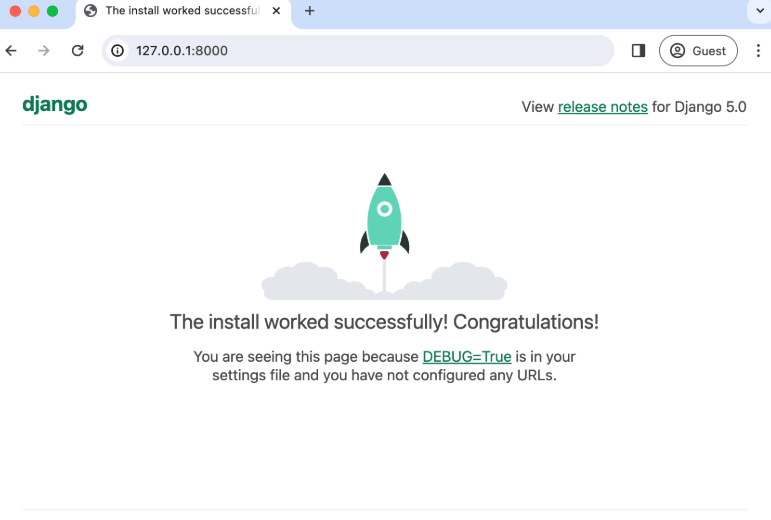 The install worked successful
127.0.0.1:8000
Guest
django
View release notes for Django 5.0
The install worked successfully! Congratulations!
You are seeing this page because DEBUG=True is in your
settings file and you have not configured any URLs.